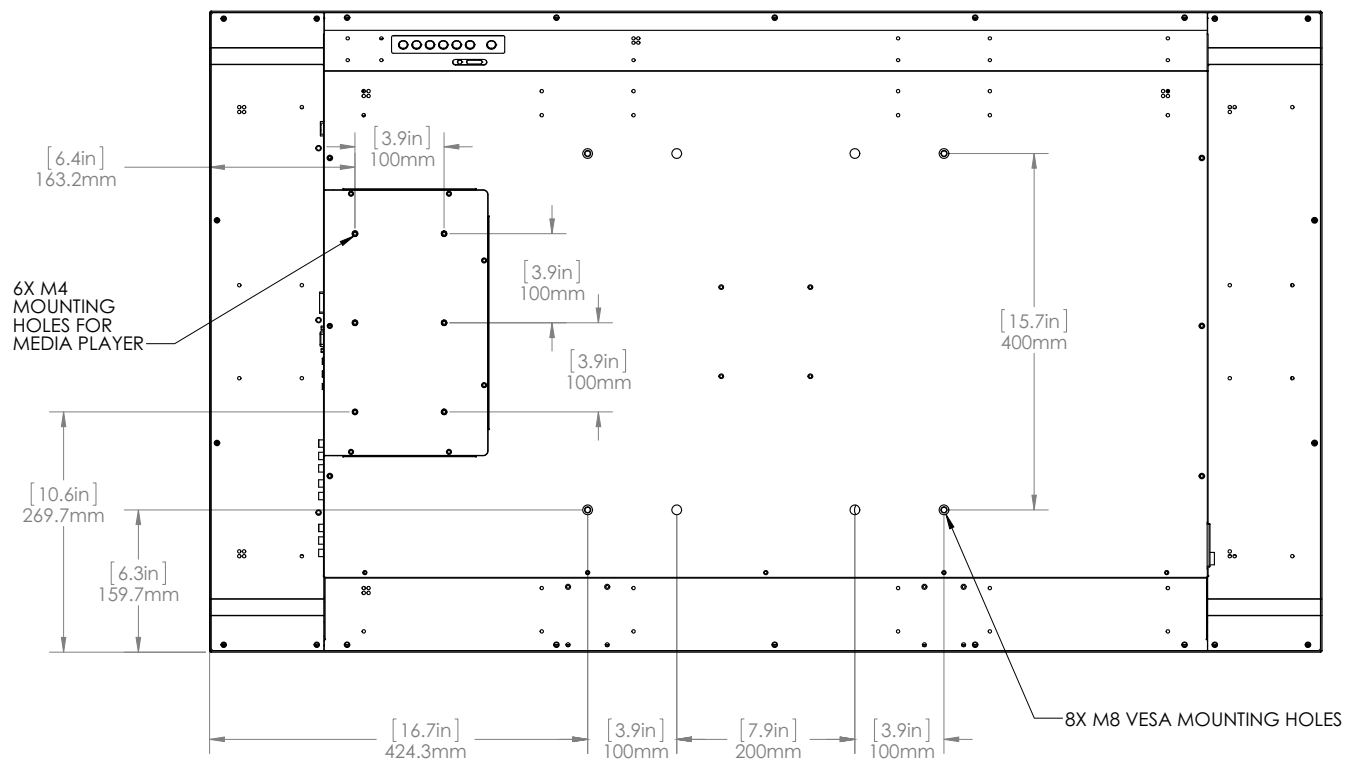 [3.9in]
100mm
[6.4in]
163.2mm
6X M4
MOUNTING
HOLES FOR
MEDIA PLAYER
[3.9in]
100mm
[15.7in]
400mm
[3.9in]
100mm
[10.6in]
269.7mm
[6.3in]
159.7mm
8X M8 VESA MOUNTING HOLES
[16.7in]
424.3mm
[3.9in]
100mm
[7.9in]
200mm
[3.9in]
100mm